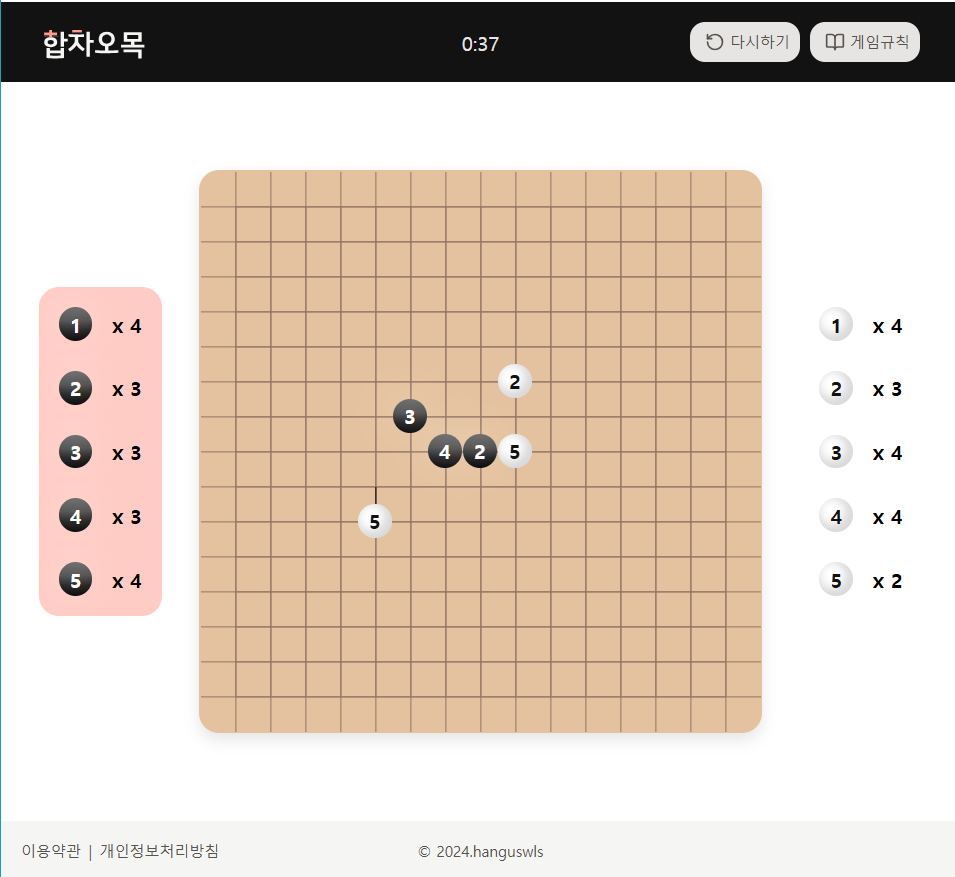 합차오목
0:37
다시하기
게임규칙
1 x 4
2 x 3
3 x 3
4 x 3
5 x 4
2
3
4 2 5
5
1 x 4
2 x 3
3 x 4
4 x 4
5 x 2
이용약관 | 개인정보처리방침
© 2024.hanguswls